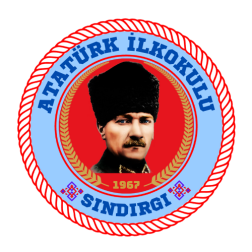 ATATÜRK İLKOKULU
1967
SINDIRGI